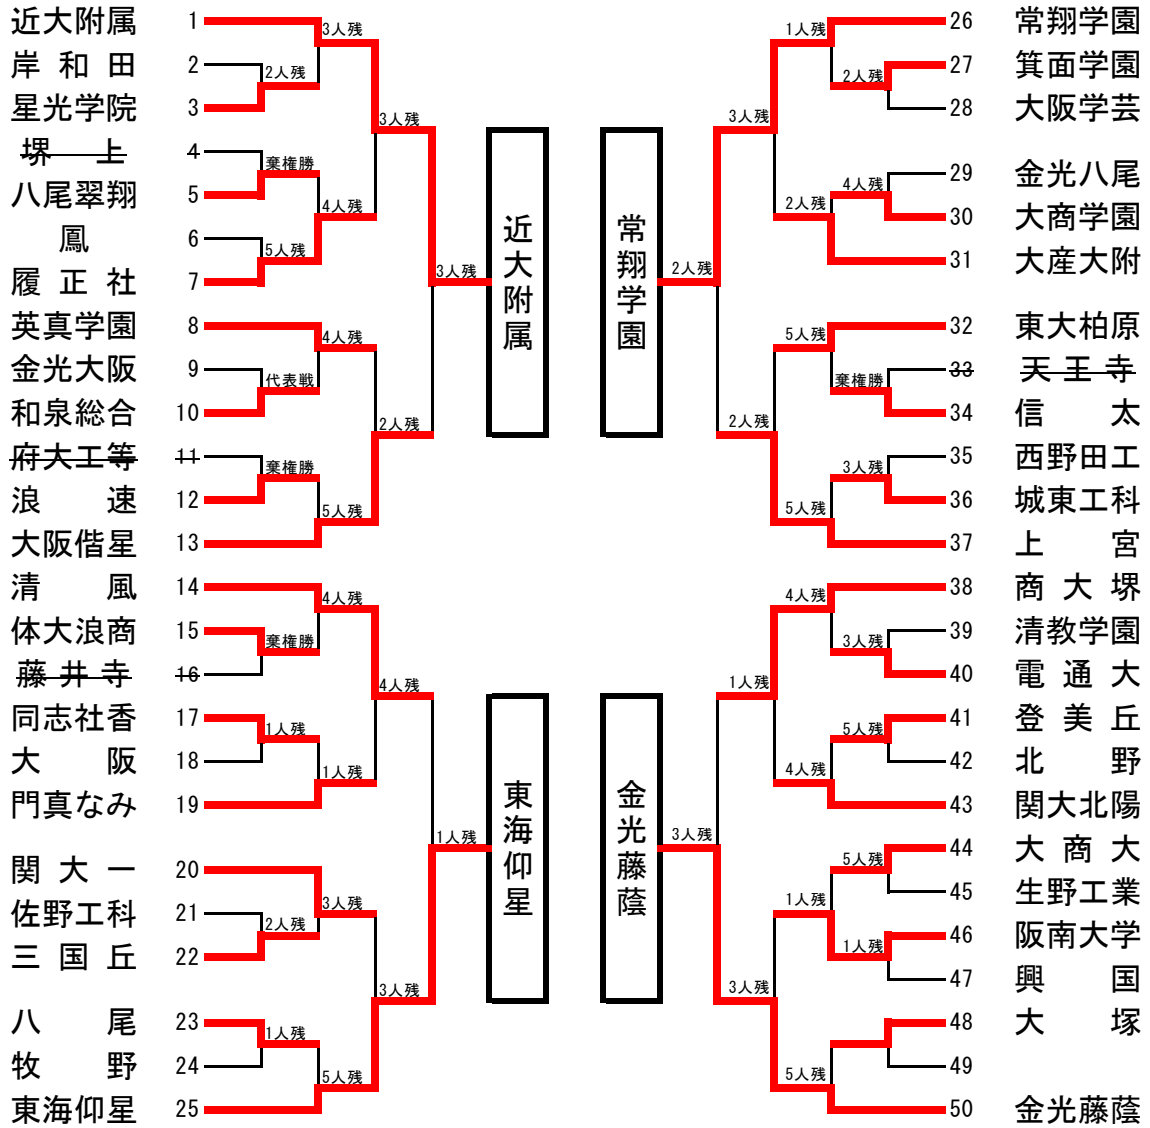 近大附属 1
岸和田 2
星光学院 3
堺上 4
八尾翠翔 5
鳳 6
履正社 7
英真学園 8
金光大阪 9
和泉総合 10
府大工等 11
浪速 12
大阪偕星 13
清風 14
体大浪商 15
藤井寺 16
同志社香 17
大阪 18
門真なみ 19
関大一 20
佐野工科 21
三国丘 22
八尾 23
牧野 24
東海仰星 25
3人残
2人残
3人残
棄権勝
4人残
5人残
3人残
4人残
代表戦
2人残
棄権勝
5人残
4人残
棄権勝
4人残
1人残
1人残
1人残
3人残
2人残
3人残
1人残
5人残
近大附属
東海仰星
常翔学園
金光藤蔭
1人残
2人残
3人残
4人残
2人残
2人残
5人残
棄権勝
2人残
3人残
5人残
4人残
3人残
1人残
5人残
4人残
3人残
5人残
1人残
1人残
3人残
5人残
26 常翔学園
27 箕面学園
28 大阪学芸
29 金光八尾
30 大商学園
31 大産大附
32 東大柏原
33 天王寺
34 信太
35 西野田工
36 城東工科
37 上宮
38 商大堺
39 清教学園
40 電通大
41 登美丘
42 北野
43 関大北陽
44 大商大
45 生野工業
46 阪南大学
47 興国
48 大塚
49
50 金光藤蔭